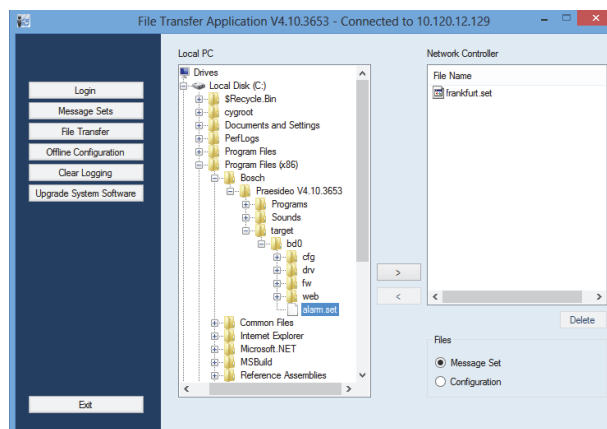 File Transfer Application V4.10.3653 - Connected to 10.120.12.129
Login
Message Sets
File Transfer
Offline Configuration
Clear Logging
Upgrade System Software
Exit
Local PC
Drives
Local Disk (C:)
$Recycle.Bin
cygroot
Documents and Settings
PerfLogs
Program Files
Program Files (x86)
Bosch
Praesideo V4.10.3653
Programs
Sounds
target
bd0
cfg
drv
fw
web
alarm.set
Common Files
Internet Explorer
Microsoft.NET
MSBuild
Reference Assemblies
>
<
Network Controller
File Name
frankfurt.set
Delete
Files
Message Set
Configuration